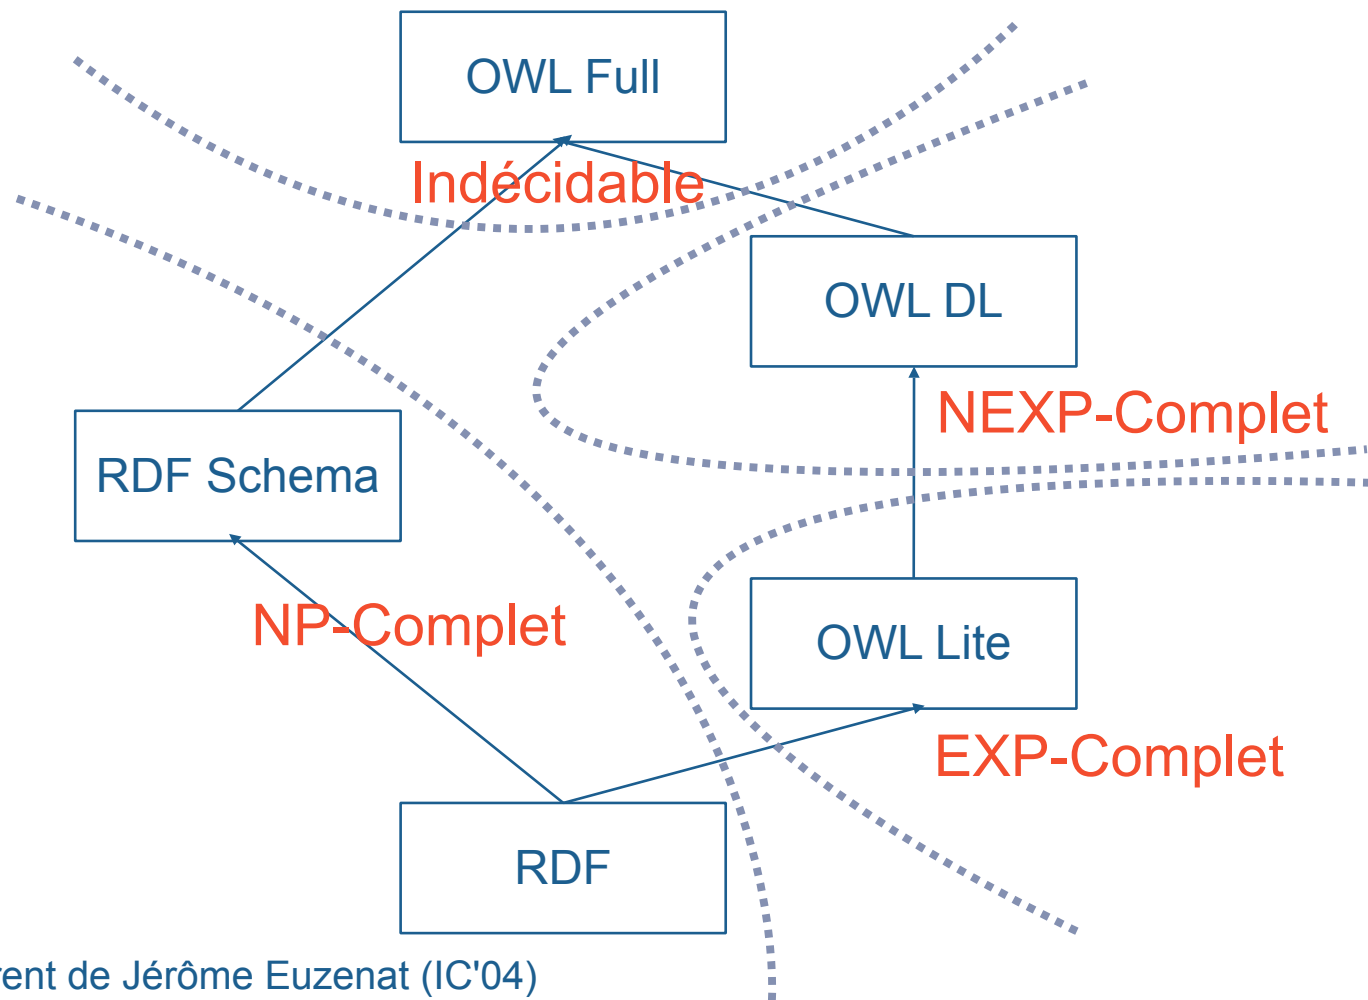 OWL Full
Indécidable
OWL DL
NEXP-Complet
RDF Schema
NP-Complet
OWL Lite
EXP-Complet
RDF
de Jérôme Euzenat (IC'04)